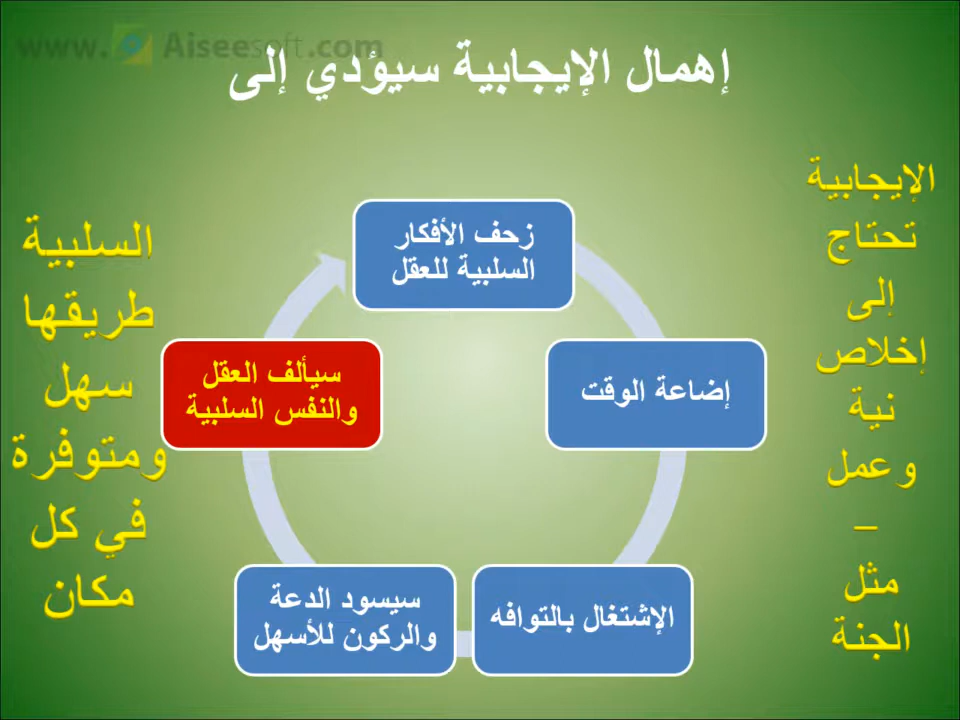 www.Aiseesoft.com
إهمال الإيجابية سيؤدي إلى
الإيجابية
تحتاج
إلى
إخلاص
نية
وعمل
–
مثل
الجنة
زحف الأفكار
السلبية للعقل
إضاعة الوقت
الإشتغال بالتوافه
سيسود الدعة
والركون للأسهل
سيألف العقل
والنفس السلبية
السلبية
طريقها
سهل
ومتوفرة
في كل
مكان